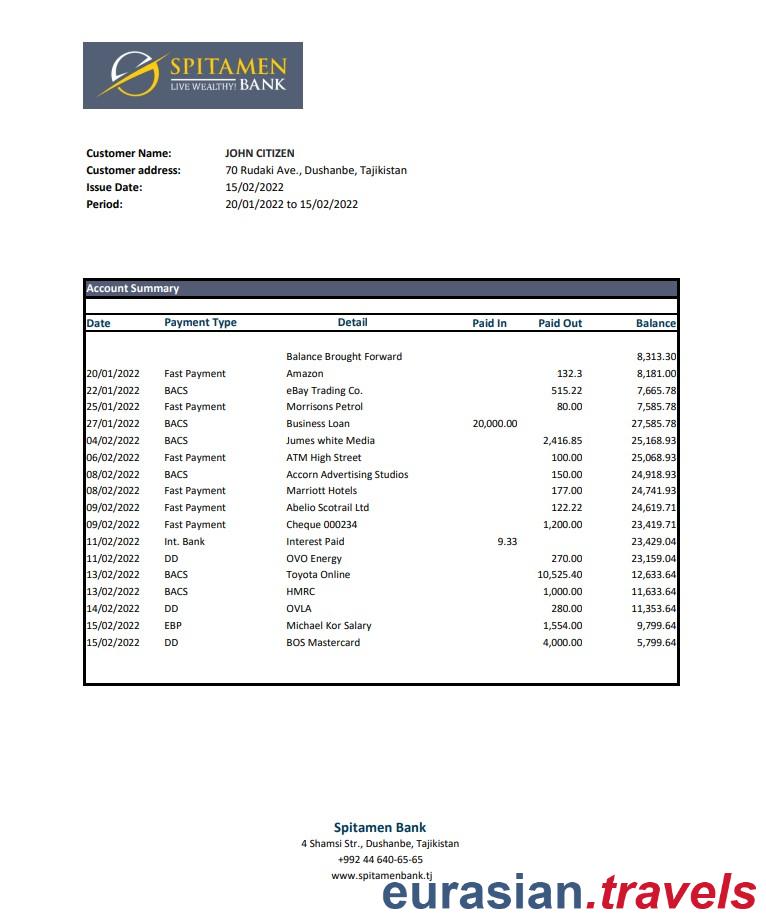 SPITAMEN
LIVE WEALTHY! BANK
Customer Name: JOHN CITIZEN
Customer address: 70 Rudaki Ave., Dushanbe, Tajikistan
Issue Date: 15/02/2022
Period: 20/01/2022 to 15/02/2022
Account Summary
Date Payment Type Detail Paid In Paid Out Balance
Balance Brought Forward 8,313.30
20/01/2022 Fast Payment Amazon 132.3 8,181.00
22/01/2022 BACS eBay Trading Co. 515.22 7,665.78
25/01/2022 Fast Payment Morrisons Petrol 80.00 7,585.78
27/01/2022 BACS Business Loan 20,000.00 27,585.78
04/02/2022 BACS Jumes white Media 2,416.85 25,168.93
06/02/2022 Fast Payment ATM High Street 100.00 25,068.93
08/02/2022 BACS Accorn Advertising Studios 150.00 24,918.93
08/02/2022 Fast Payment Marriott Hotels 177.00 24,741.93
09/02/2022 Fast Payment Abelio Scotrail Ltd 122.22 24,619.71
09/02/2022 Fast Payment Cheque 000234 1,200.00 23,419.71
11/02/2022 Int. Bank Interest Paid 9.33 23,429.04
11/02/2022 DD OVO Energy 270.00 23,159.04
13/02/2022 BACS Toyota Online 10,525.40 12,633.64
13/02/2022 BACS HMRC 1,000.00 11,633.64
14/02/2022 DD OVLA 280.00 11,353.64
15/02/2022 EBP Michael Kor Salary 1,554.00 9,799.64
15/02/2022 DD BOS Mastercard 4,000.00 5,799.64
Spitamen Bank
4 Shamsi Str., Dushanbe, Tajikistan
+992 44 640-65-65
www.spitamenbank.tj
eurasian.travels